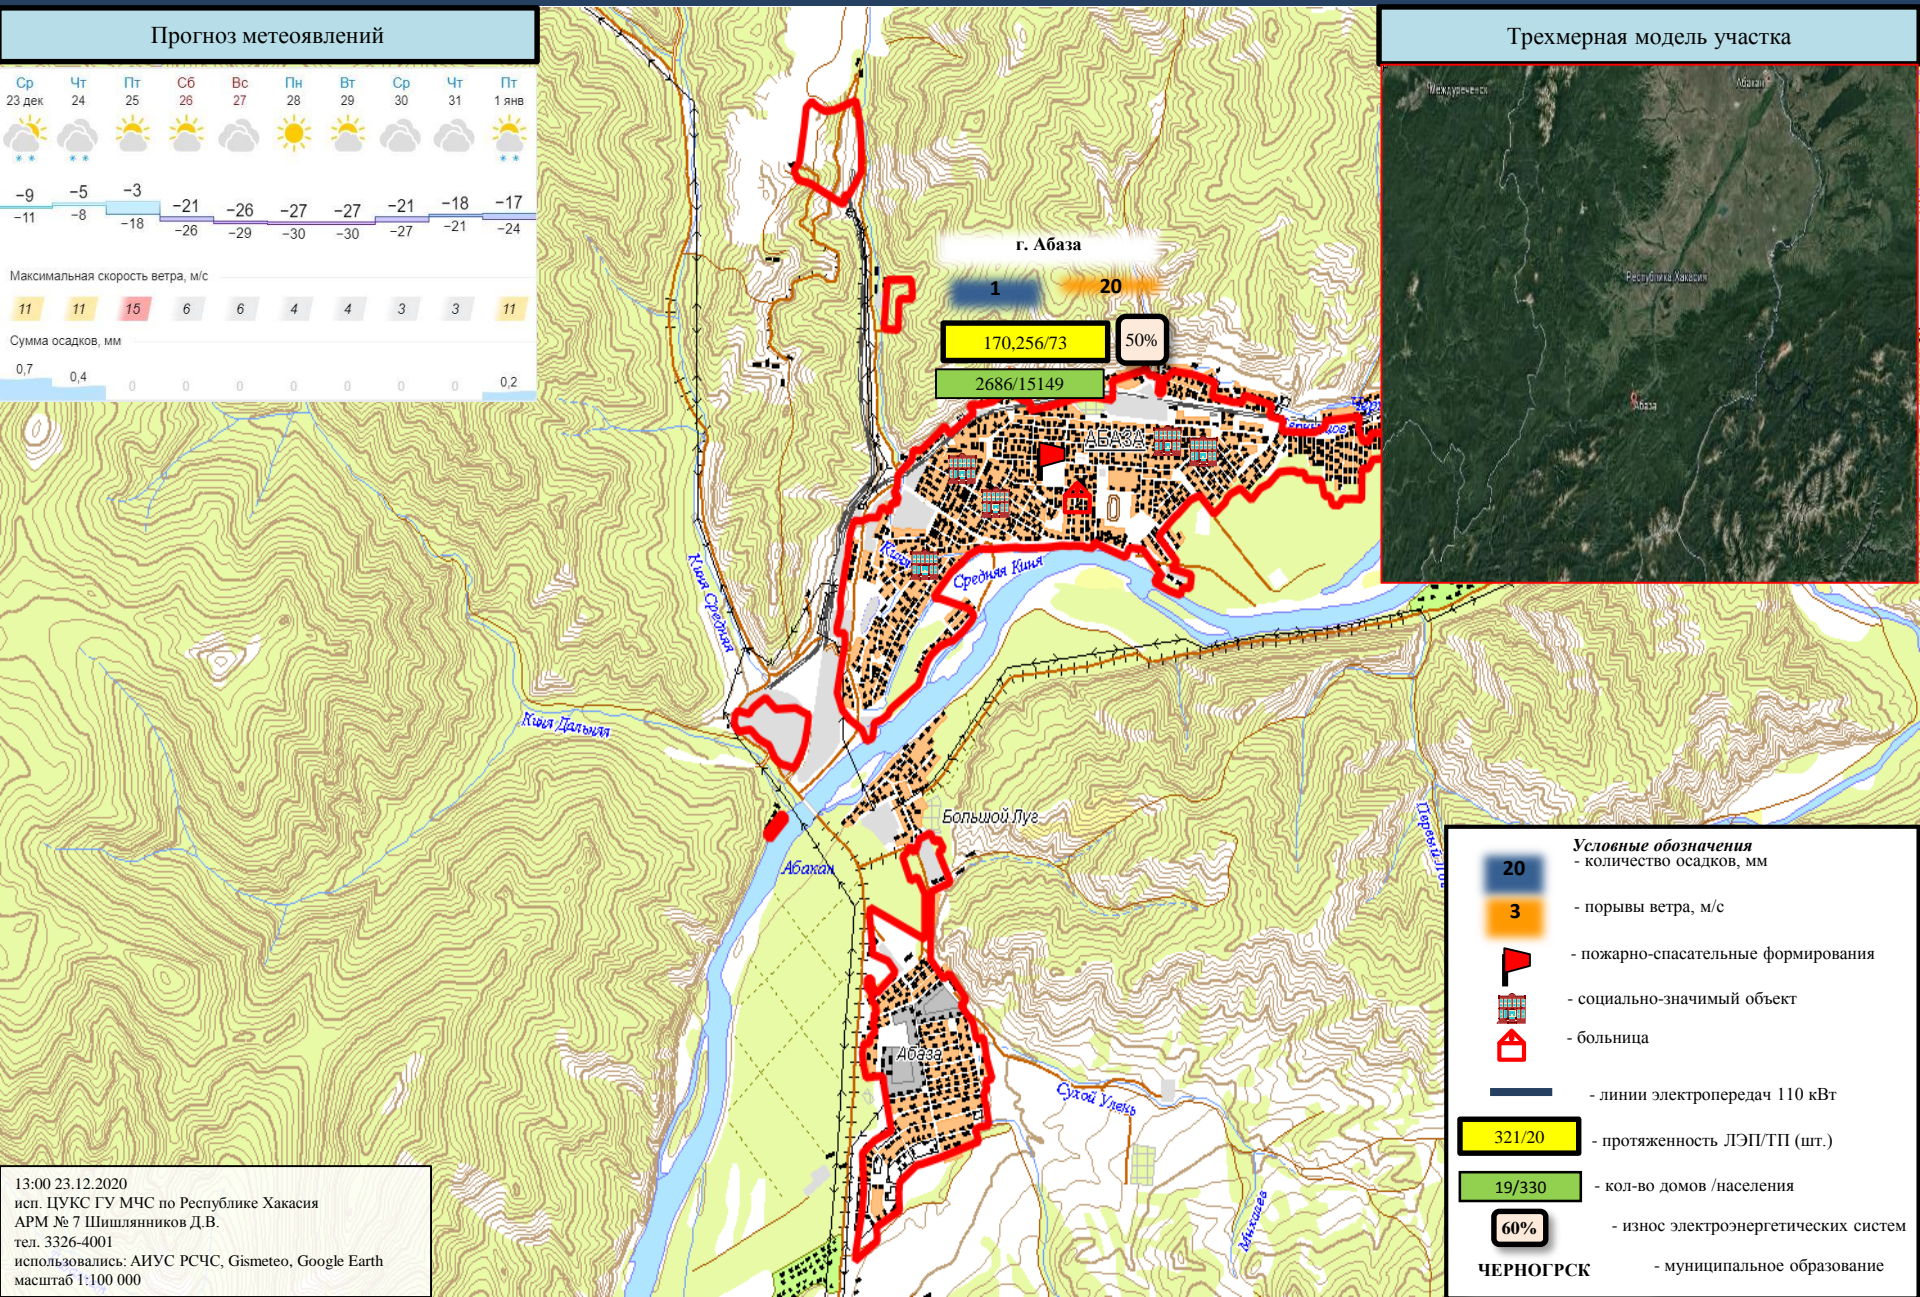 Прогноз метеоявлений
Ср Чт Пт Сб Вс Пн Вт Ср Чт Пт
23 дек 24 25 26 27 28 29 30 31 1 янв
−9 −5 −3 −21 −26 −27 −27 −21 −18 −17
−11 −8 −18 −26 −29 −30 −30 −27 −21 −24
Максимальная скорость ветра, м/с
11 11 15 6 6 4 4 3 3 11
Сумма осадков, мм
0,7 0,4 0 0 0 0 0 0 0 0,2
г. Абаза
1 20
170,256/73 50%
2686/15149
АБАЗА
Средняя Киня
Киня Средняя
Киня Дальняя
Большой Луг
Абакан
Абаза
Сухой Улень
Михаеев
Первый
Трехмерная модель участка
Междуреченск
Абакан
Республика Хакасия
Абаза
Условные обозначения
20 - количество осадков, мм
3 - порывы ветра, м/с
- пожарно-спасательные формирования
- социально-значимый объект
- больница
- линии электропередач 110 кВт
321/20 - протяженность ЛЭП/ТП (шт.)
19/330 - кол-во домов /населения
60% - износ электроэнергетических систем
ЧЕРНОГРСК - муниципальное образование
13:00 23.12.2020
исп. ЦУКС ГУ МЧС по Республике Хакасия
АРМ № 7 Шишлянников Д.В.
тел. 3326-4001
использовались: АИУС РСЧС, Gismeteo, Google Earth
масштаб 1:100 000